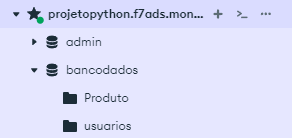 projetopython.f7ads.mon...
admin
bancodados
Produto
usuarios